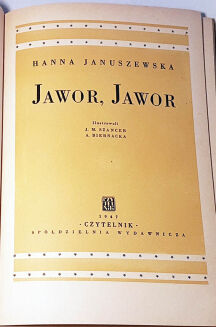 HANNA JANUSZEWSKA
JAWOR, JAWOR
Ilustrowali
J. M. SZANCER
A. BIERNACKA
1947
· CZYTELNIK ·
SPÓŁDZIELNIA WYDAWNICZA